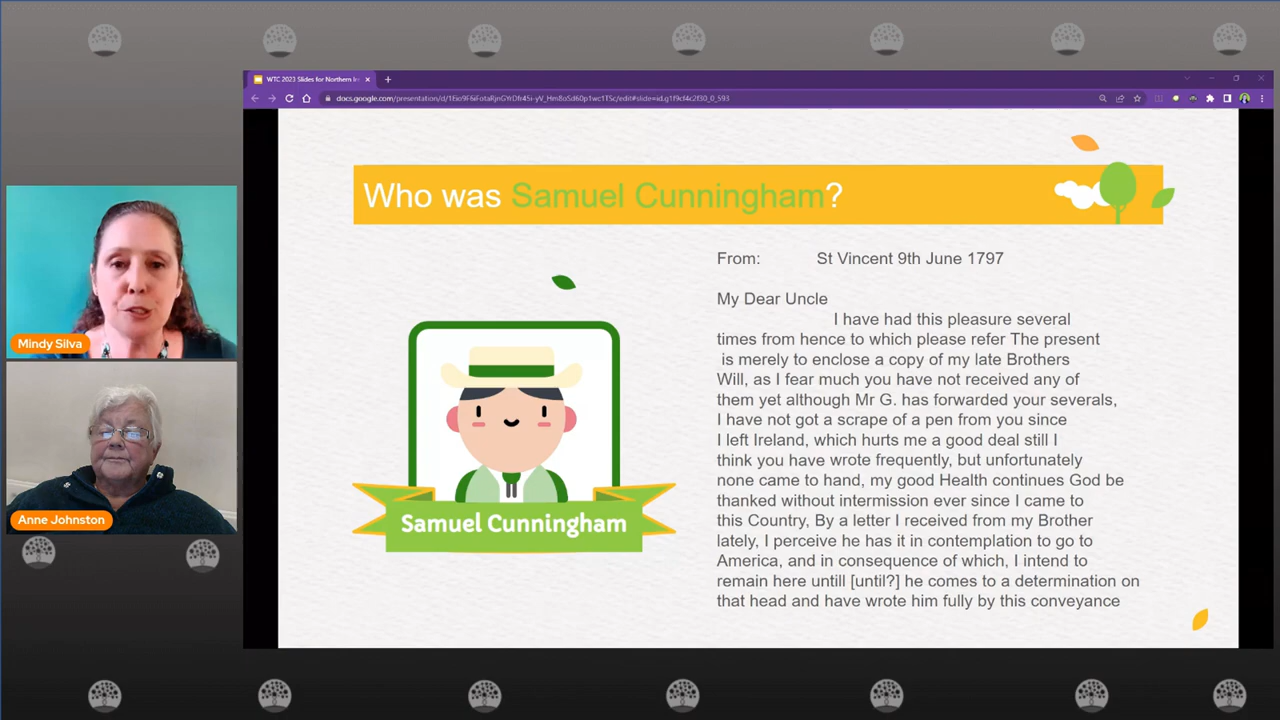 WTC 2023 Slides for Northern Ire
Who was Samuel Cunningham?
From: St Vincent 9th June 1797
My Dear Uncle
I have had this pleasure several
times from hence to which please refer The present
is merely to enclose a copy of my late Brothers
Will, as I fear much you have not received any of
them yet although Mr G. has forwarded your severals,
I have not got a scrape of a pen from you since
I left Ireland, which hurts me a good deal still I
think you have wrote frequently, but unfortunately
none came to hand, my good Health continues God be
thanked without intermission ever since I came to
this Country, By a letter I received from my Brother
lately, I perceive he has it in contemplation to go to
America, and in consequence of which, I intend to
remain here untill [until?] he comes to a determination on
that head and have wrote him fully by this conveyance
Samuel Cunningham
Mindy Silva
Anne Johnston